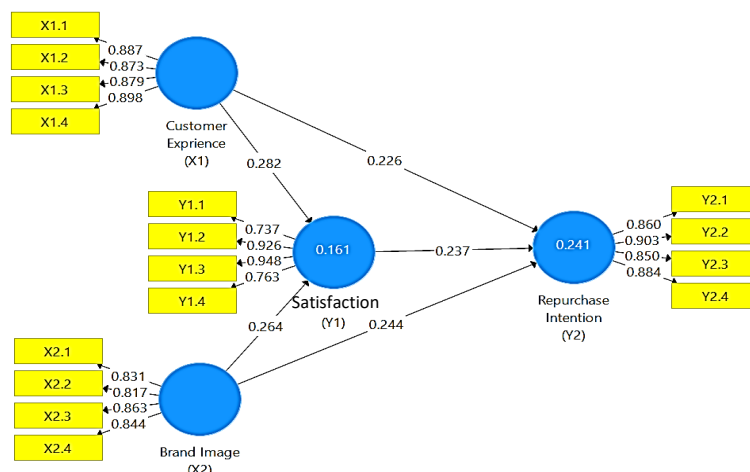 X1.1
0.887
X1.2
0.873
X1.3
0.879
X1.4
0.898
Customer
Exprience
(X1)
0.282
0.226
Y1.1
0.737
Y1.2
0.926
Y1.3
0.948
Y1.4
0.763
0.161
Satisfaction
(Y1)
0.237
0.241
Repurchase
Intention
(Y2)
Y2.1
0.860
Y2.2
0.903
Y2.3
0.850
Y2.4
0.884
0.264
0.244
X2.1
0.831
X2.2
0.817
X2.3
0.863
X2.4
0.844
Brand Image
(X2)